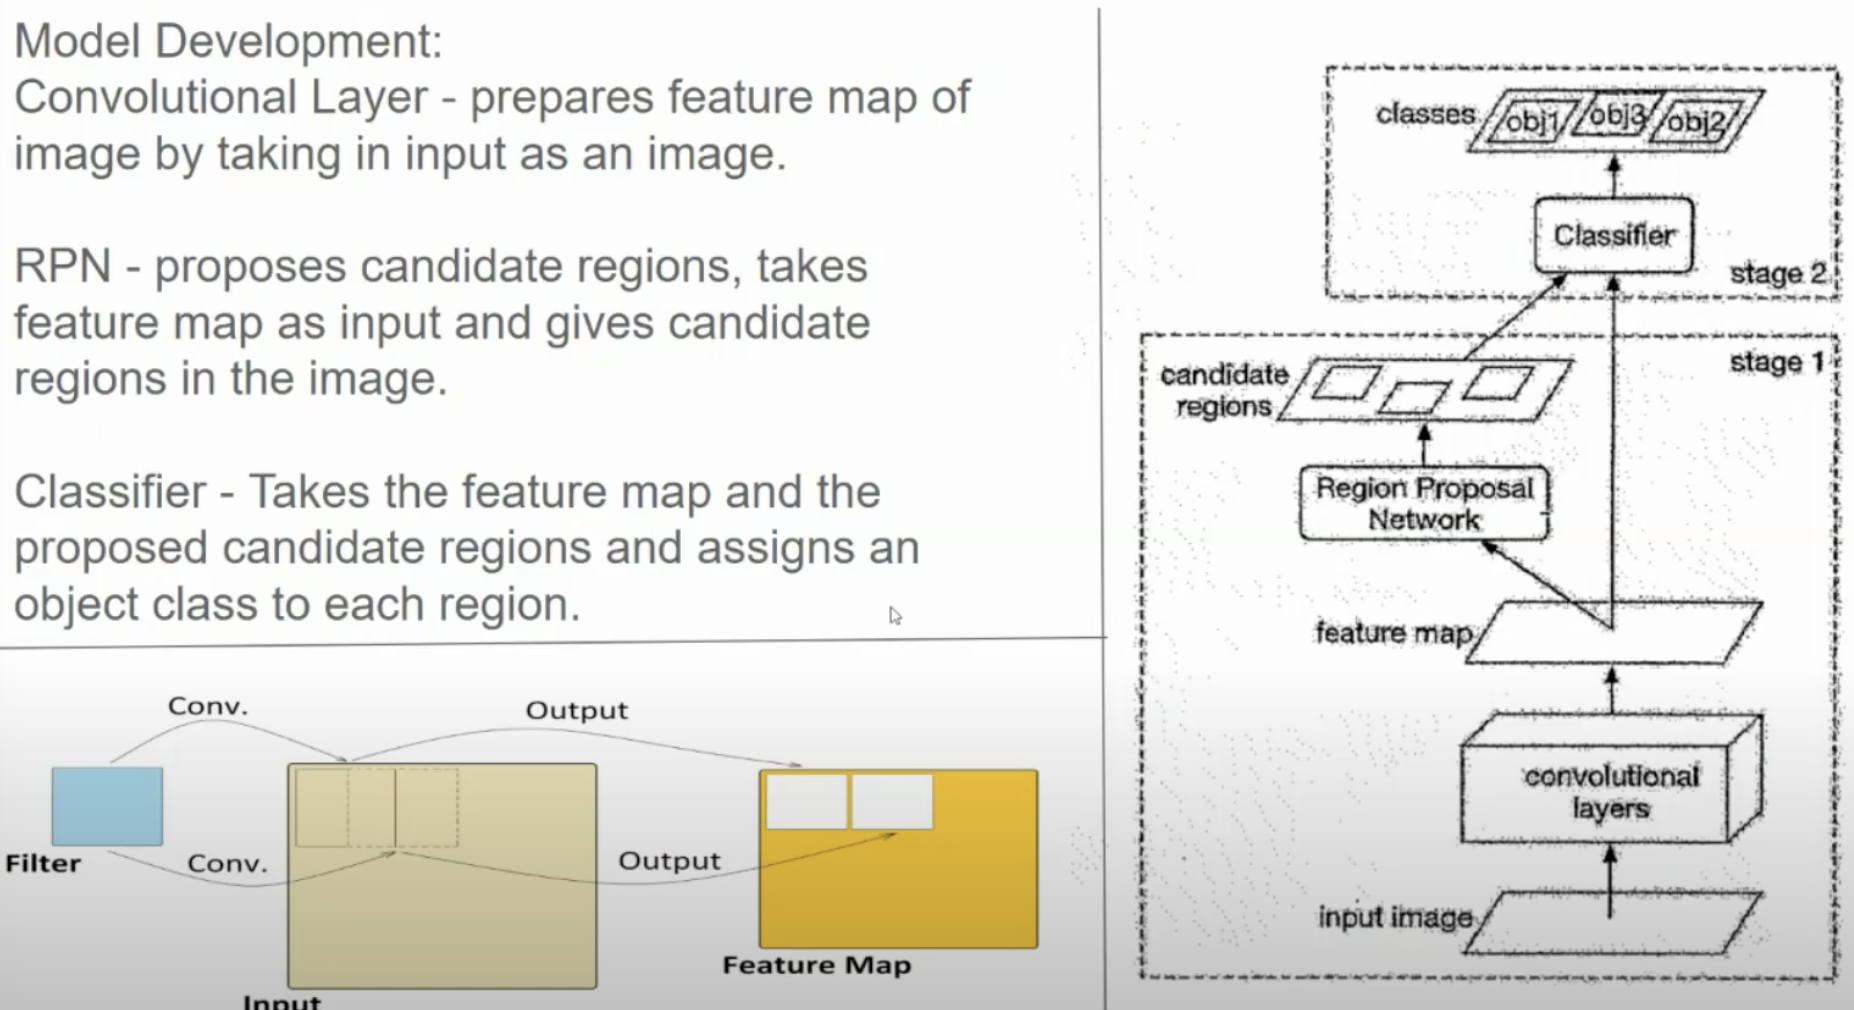 Model Development:
Convolutional Layer - prepares feature map of
image by taking in input as an image.
RPN - proposes candidate regions, takes
feature map as input and gives candidate
regions in the image.
Classifier - Takes the feature map and the
proposed candidate regions and assigns an
object class to each region.
Conv.
Output
Filter
Conv.
Output
Feature Map
Input
classes
obj1
obj3
obj2
Classifier
stage 2
stage 1
candidate
regions
Region Proposal
Network
feature map
convolutional
layers
input image